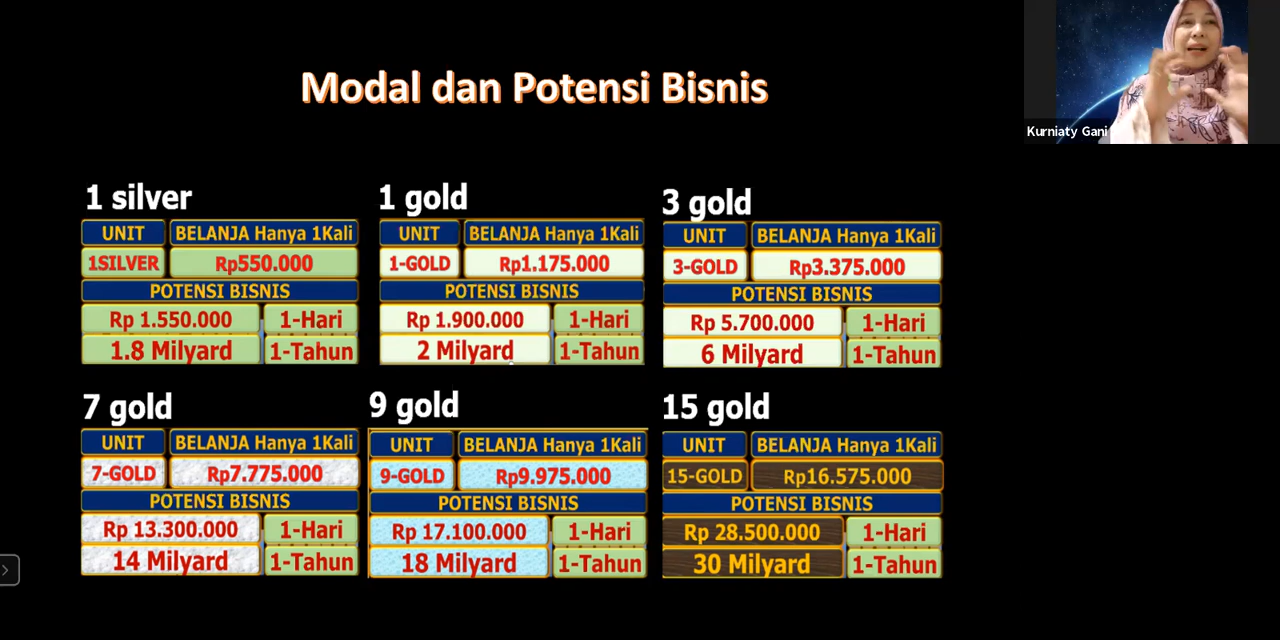 Modal dan Potensi Bisnis
Kurniaty Gani
1 silver
UNIT BELANJA Hanya 1Kali
1SILVER Rp550.000
POTENSI BISNIS
Rp 1.550.000 1-Hari
1.8 Milyard 1-Tahun
1 gold
UNIT BELANJA Hanya 1Kali
1-GOLD Rp1.175.000
POTENSI BISNIS
Rp 1.900.000 1-Hari
2 Milyard 1-Tahun
3 gold
UNIT BELANJA Hanya 1Kali
3-GOLD Rp3.375.000
POTENSI BISNIS
Rp 5.700.000 1-Hari
6 Milyard 1-Tahun
7 gold
UNIT BELANJA Hanya 1Kali
7-GOLD Rp7.775.000
POTENSI BISNIS
Rp 13.300.000 1-Hari
14 Milyard 1-Tahun
9 gold
UNIT BELANJA Hanya 1Kali
9-GOLD Rp9.975.000
POTENSI BISNIS
Rp 17.100.000 1-Hari
18 Milyard 1-Tahun
15 gold
UNIT BELANJA Hanya 1Kali
15-GOLD Rp16.575.000
POTENSI BISNIS
Rp 28.500.000 1-Hari
30 Milyard 1-Tahun